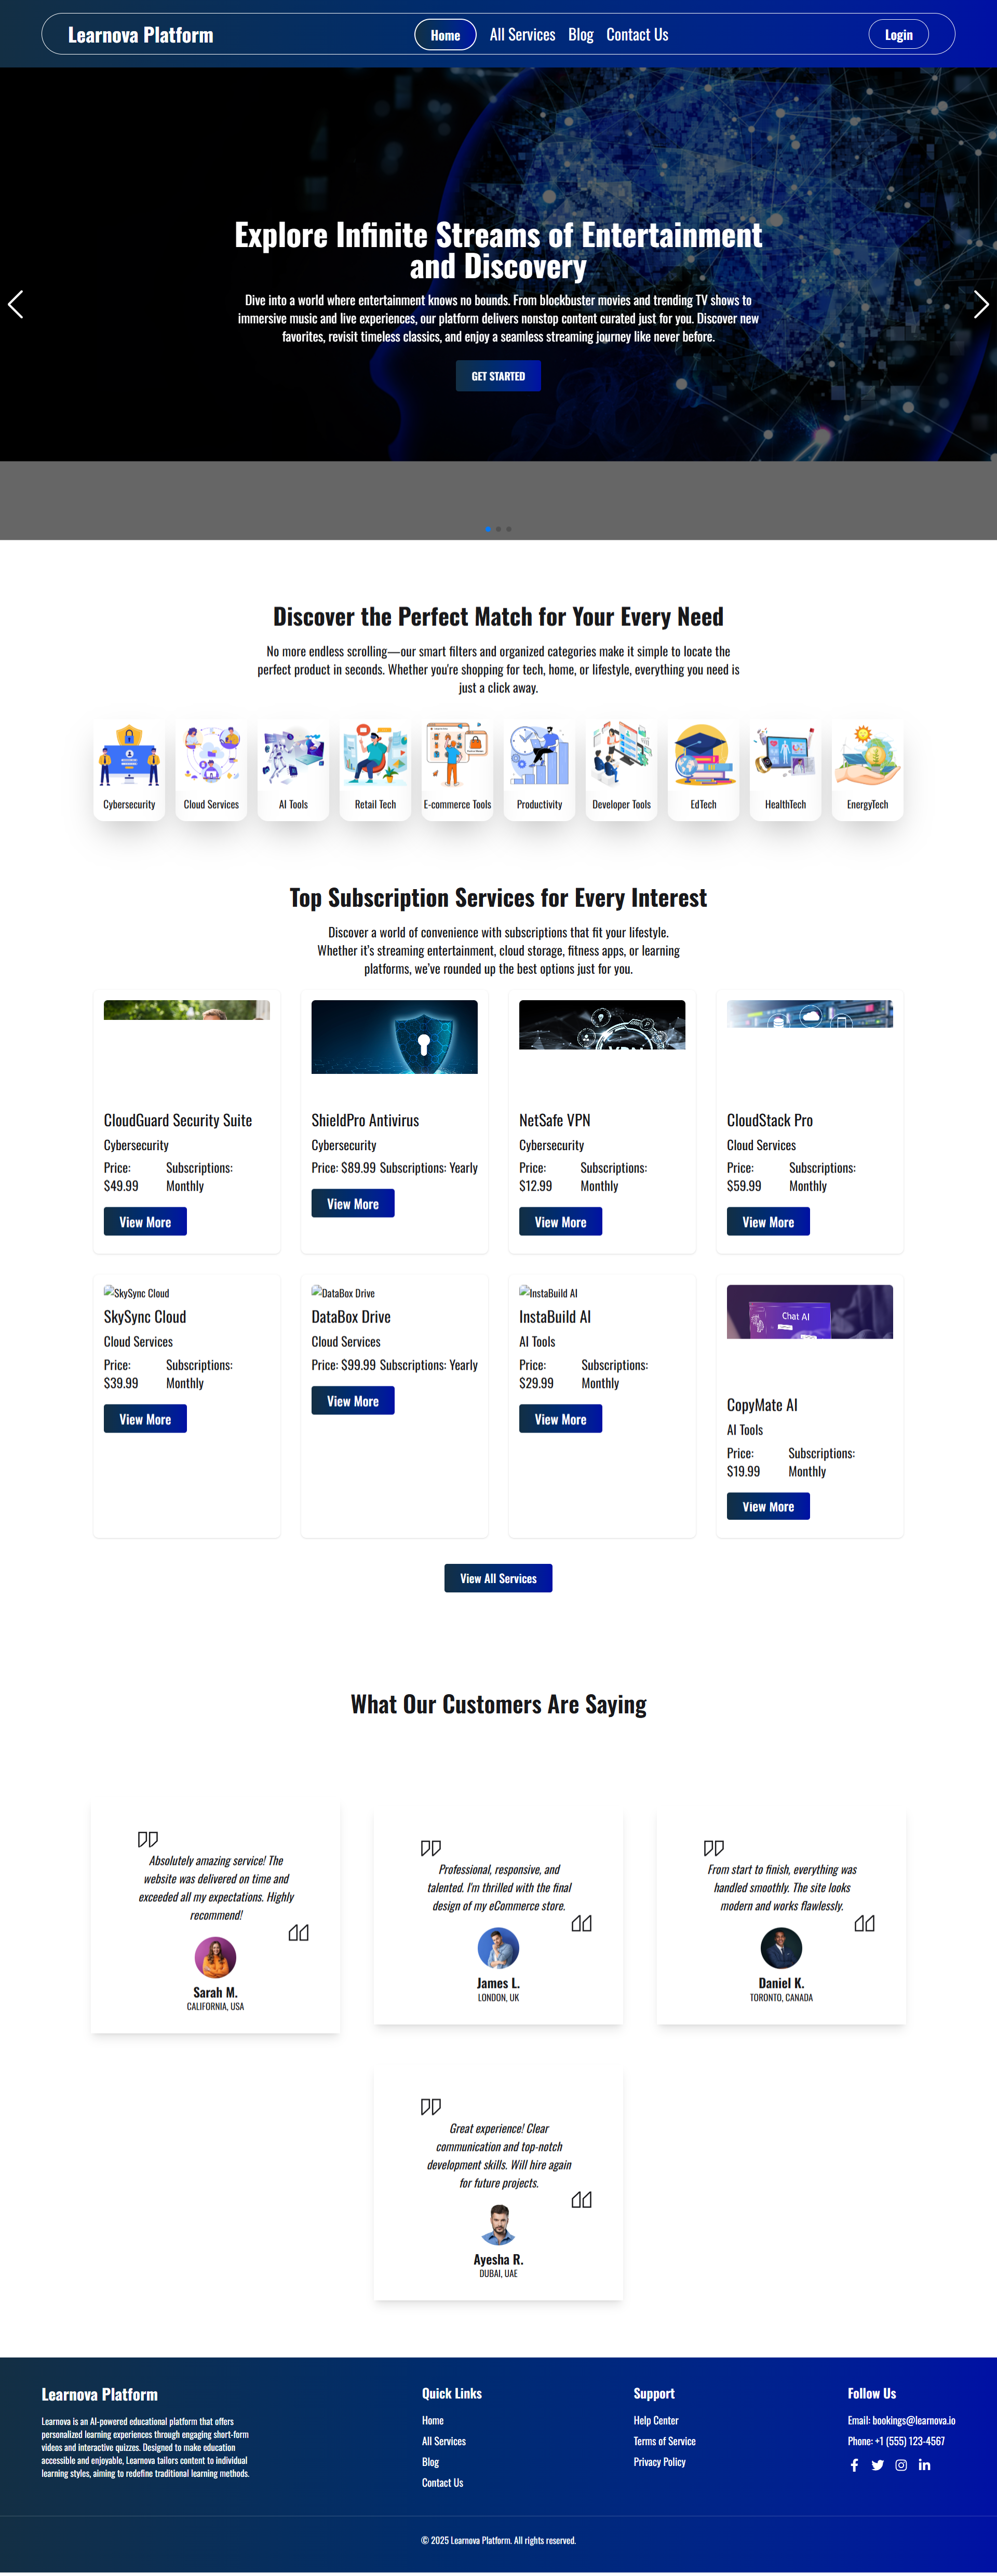 Learnova Platform
Home
All Services
Blog
Contact Us
Login
Explore Infinite Streams of Entertainment
and Discovery
Dive into a world where entertainment knows no bounds. From blockbuster movies and trending TV shows to
immersive music and live experiences, our platform delivers nonstop content curated just for you. Discover new
favorites, revisit timeless classics, and enjoy a seamless streaming journey like never before.
GET STARTED
Discover the Perfect Match for Your Every Need
No more endless scrolling—our smart filters and organized categories make it simple to locate the
perfect product in seconds. Whether you're shopping for tech, home, or lifestyle, everything you need is
just a click away.
Cybersecurity
Cloud Services
AI Tools
Retail Tech
E-commerce Tools
Productivity
Developer Tools
EdTech
HealthTech
EnergyTech
Top Subscription Services for Every Interest
Discover a world of convenience with subscriptions that fit your lifestyle.
Whether it's streaming entertainment, cloud storage, fitness apps, or learning
platforms, we've rounded up the best options just for you.
CloudGuard Security Suite
Cybersecurity
Price:
$49.99
Subscriptions:
Monthly
View More
ShieldPro Antivirus
Cybersecurity
Price: $89.99 Subscriptions: Yearly
View More
NetSafe VPN
Cybersecurity
Price:
$12.99
Subscriptions:
Monthly
View More
CloudStack Pro
Cloud Services
Price:
$59.99
Subscriptions:
Monthly
View More
SkySync Cloud
SkySync Cloud
Cloud Services
Price:
$39.99
Subscriptions:
Monthly
View More
DataBox Drive
DataBox Drive
Cloud Services
Price: $99.99 Subscriptions: Yearly
View More
InstaBuild AI
InstaBuild AI
AI Tools
Price:
$29.99
Subscriptions:
Monthly
View More
Chat AI
CopyMate AI
AI Tools
Price:
$19.99
Subscriptions:
Monthly
View More
View All Services
What Our Customers Are Saying
Absolutely amazing service! The
website was delivered on time and
exceeded all my expectations. Highly
recommend!
Sarah M.
CALIFORNIA, USA
Professional, responsive, and
talented. I'm thrilled with the final
design of my eCommerce store.
James L.
LONDON, UK
From start to finish, everything was
handled smoothly. The site looks
modern and works flawlessly.
Daniel K.
TORONTO, CANADA
Great experience! Clear
communication and top-notch
development skills. Will hire again
for future projects.
Ayesha R.
DUBAI, UAE
Learnova Platform
Learnova is an AI-powered educational platform that offers
personalized learning experiences through engaging short-form
videos and interactive quizzes. Designed to make education
accessible and enjoyable, Learnova tailors content to individual
learning styles, aiming to redefine traditional learning methods.
Quick Links
Home
All Services
Blog
Contact Us
Support
Help Center
Terms of Service
Privacy Policy
Follow Us
Email: bookings@learnova.io
Phone: +1 (555) 123-4567
© 2025 Learnova Platform. All rights reserved.